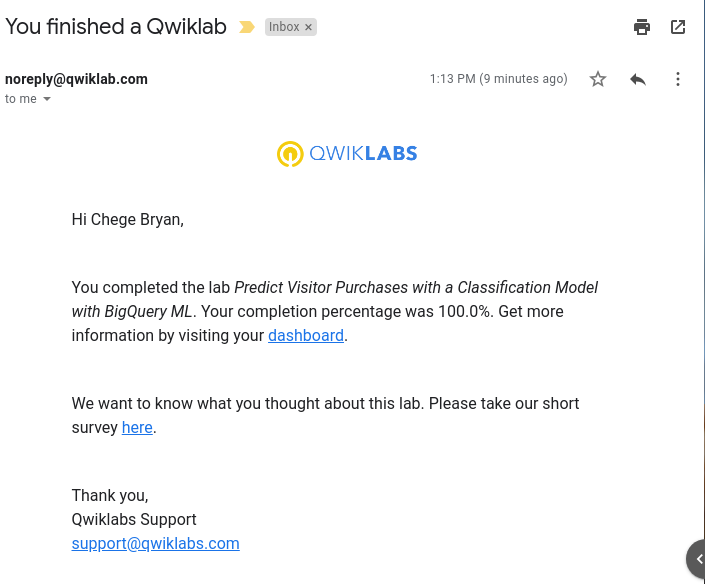 You finished a Qwiklab
Inbox ×
noreply@qwiklab.com
1:13 PM (9 minutes ago)
to me
QWIKLABS
Hi Chege Bryan,
You completed the lab Predict Visitor Purchases with a Classification Model
with BigQuery ML. Your completion percentage was 100.0%. Get more
information by visiting your dashboard.
We want to know what you thought about this lab. Please take our short
survey here.
Thank you,
Qwiklabs Support
support@qwiklabs.com